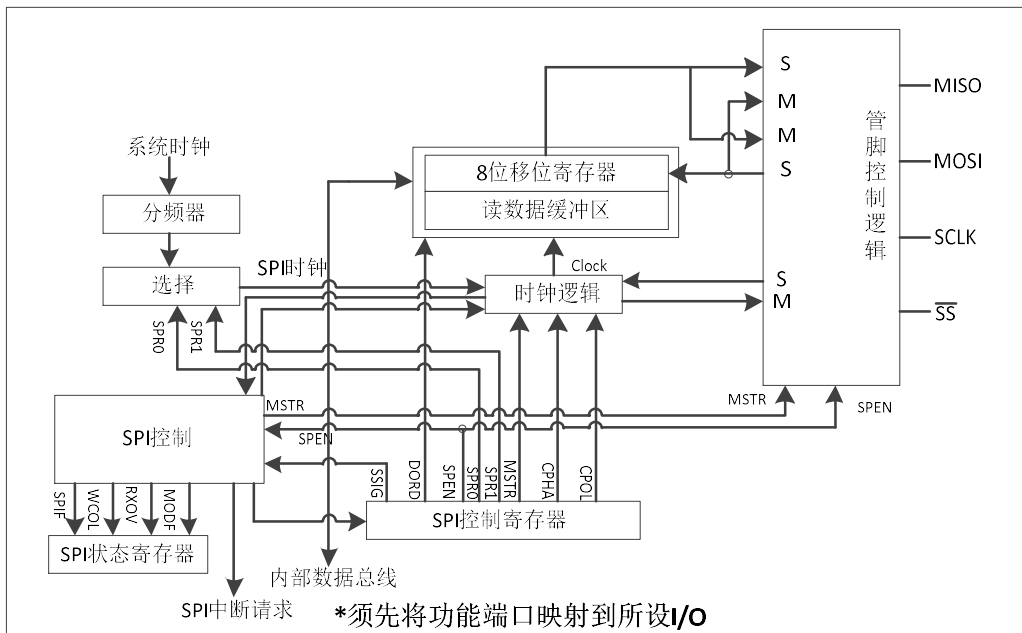 S
MISO
M
管脚控制逻辑
系统时钟
M
8位移位寄存器
S
MOSI
分频器
读数据缓冲区
SCLK
选择
SPI时钟
Clock
时钟逻辑
S
M
SS
SPR0
SPR1
MSTR
SPEN
MSTR
SPI控制
SPEN
SSIG
DORD
SPEN
SPR0
SPR1
MSTR
CPHA
CPOL
SPIF
WCOL
RXOV
MODF
SPI控制寄存器
SPI状态寄存器
内部数据总线
SPI中断请求
*须先将功能端口映射到所设I/O